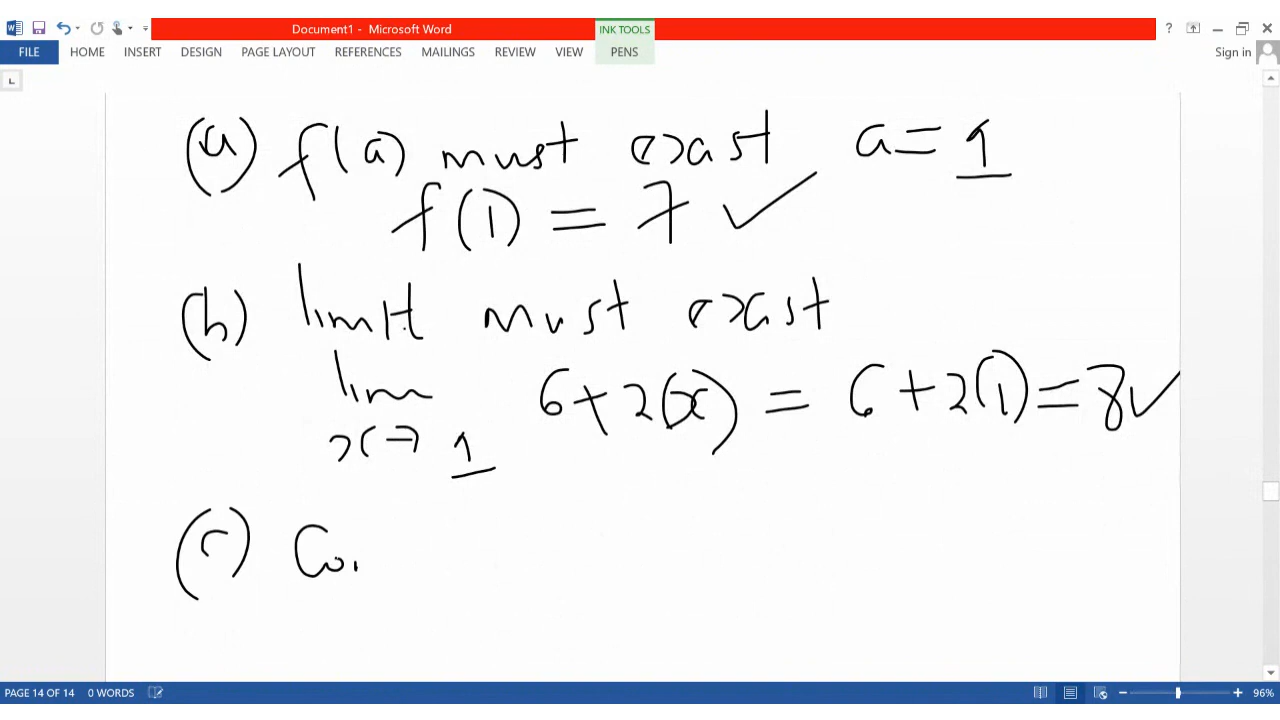 Document1 - Microsoft Word
INK TOOLS
?
FILE HOME INSERT DESIGN PAGE LAYOUT REFERENCES MAILINGS REVIEW VIEW PENS
Sign in
(a) f(a) must exist a = 1
f(1) = 7 ✓
(b) limit must exist
lim 6+2(x) = 6+2(1)=8✓
x→1
(c) Co
PAGE 14 OF 14 0 WORDS
96%